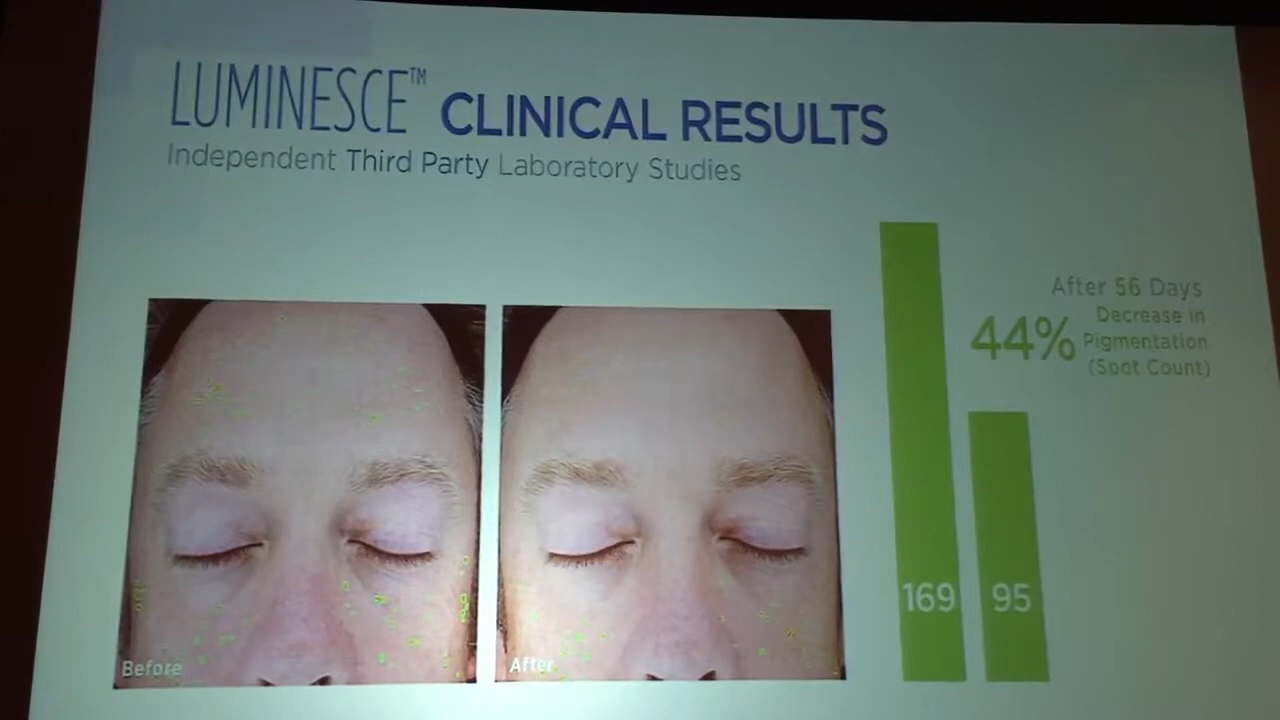 LUMINESCE™ CLINICAL RESULTS
Independent Third Party Laboratory Studies
After 56 Days
44% Decrease in
Pigmentation
(Spot Count)
169
95
Before
After